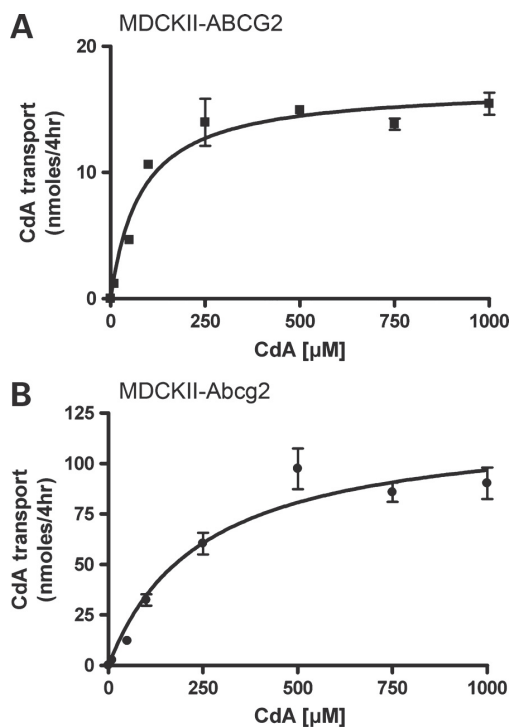 A
MDCKII-ABCG2
CdA transport
(nmoles/4hr)
20
10
0
0 250 500 750 1000
CdA [µM]
B
MDCKII-Abcg2
CdA transport
(nmoles/4hr)
125
100
75
50
25
0
0 250 500 750 1000
CdA [µM]